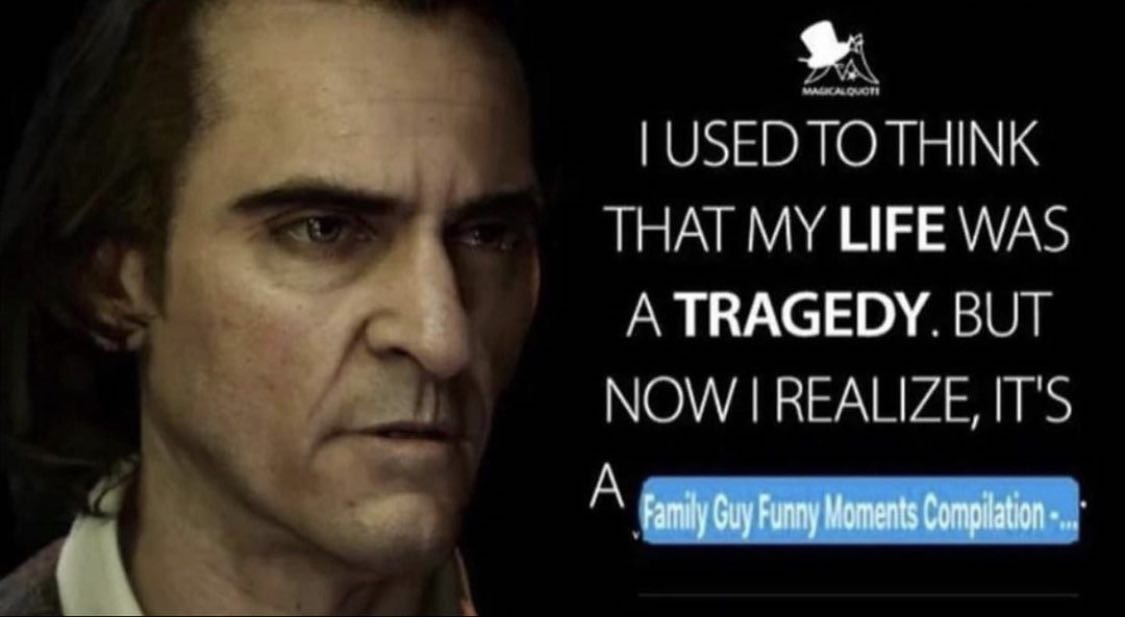 MAGICALQUOTE
I USED TO THINK
THAT MY LIFE WAS
A TRAGEDY. BUT
NOW I REALIZE, IT'S
A Family Guy Funny Moments Compilation -....